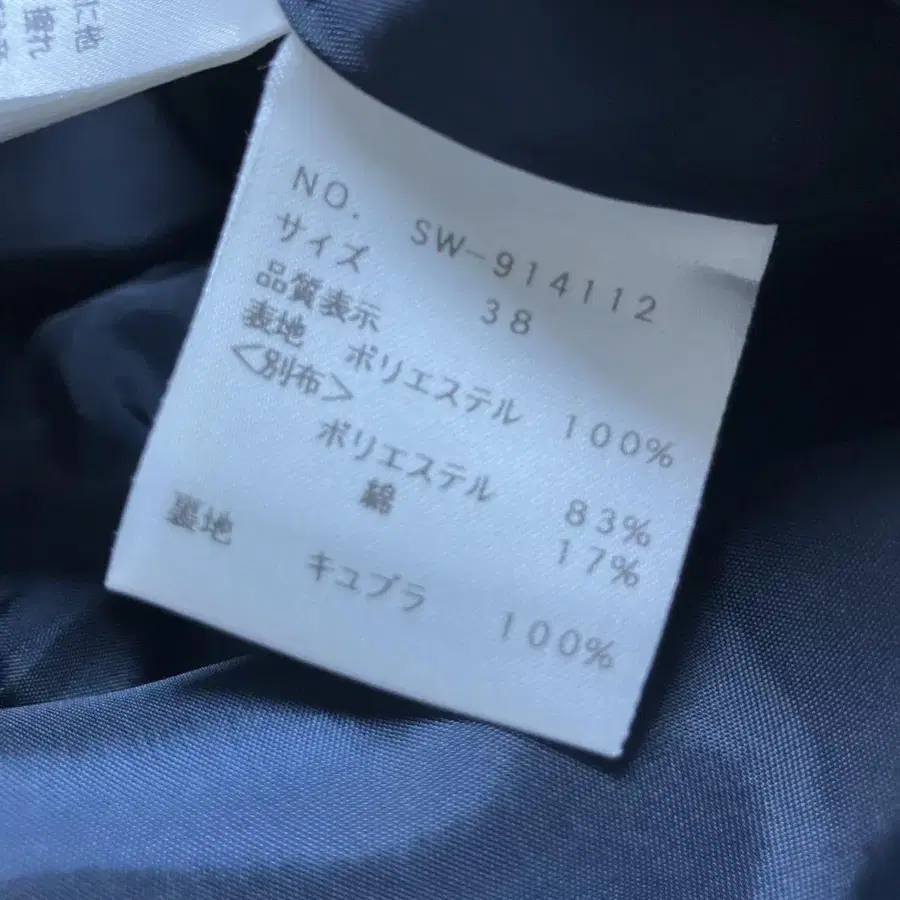 NO. SW-914112
サイズ 38
品質表示
表地 ポリエステル 100%
<別布>
ポリエステル 83%
綿 17%
裏地 キュプラ 100%